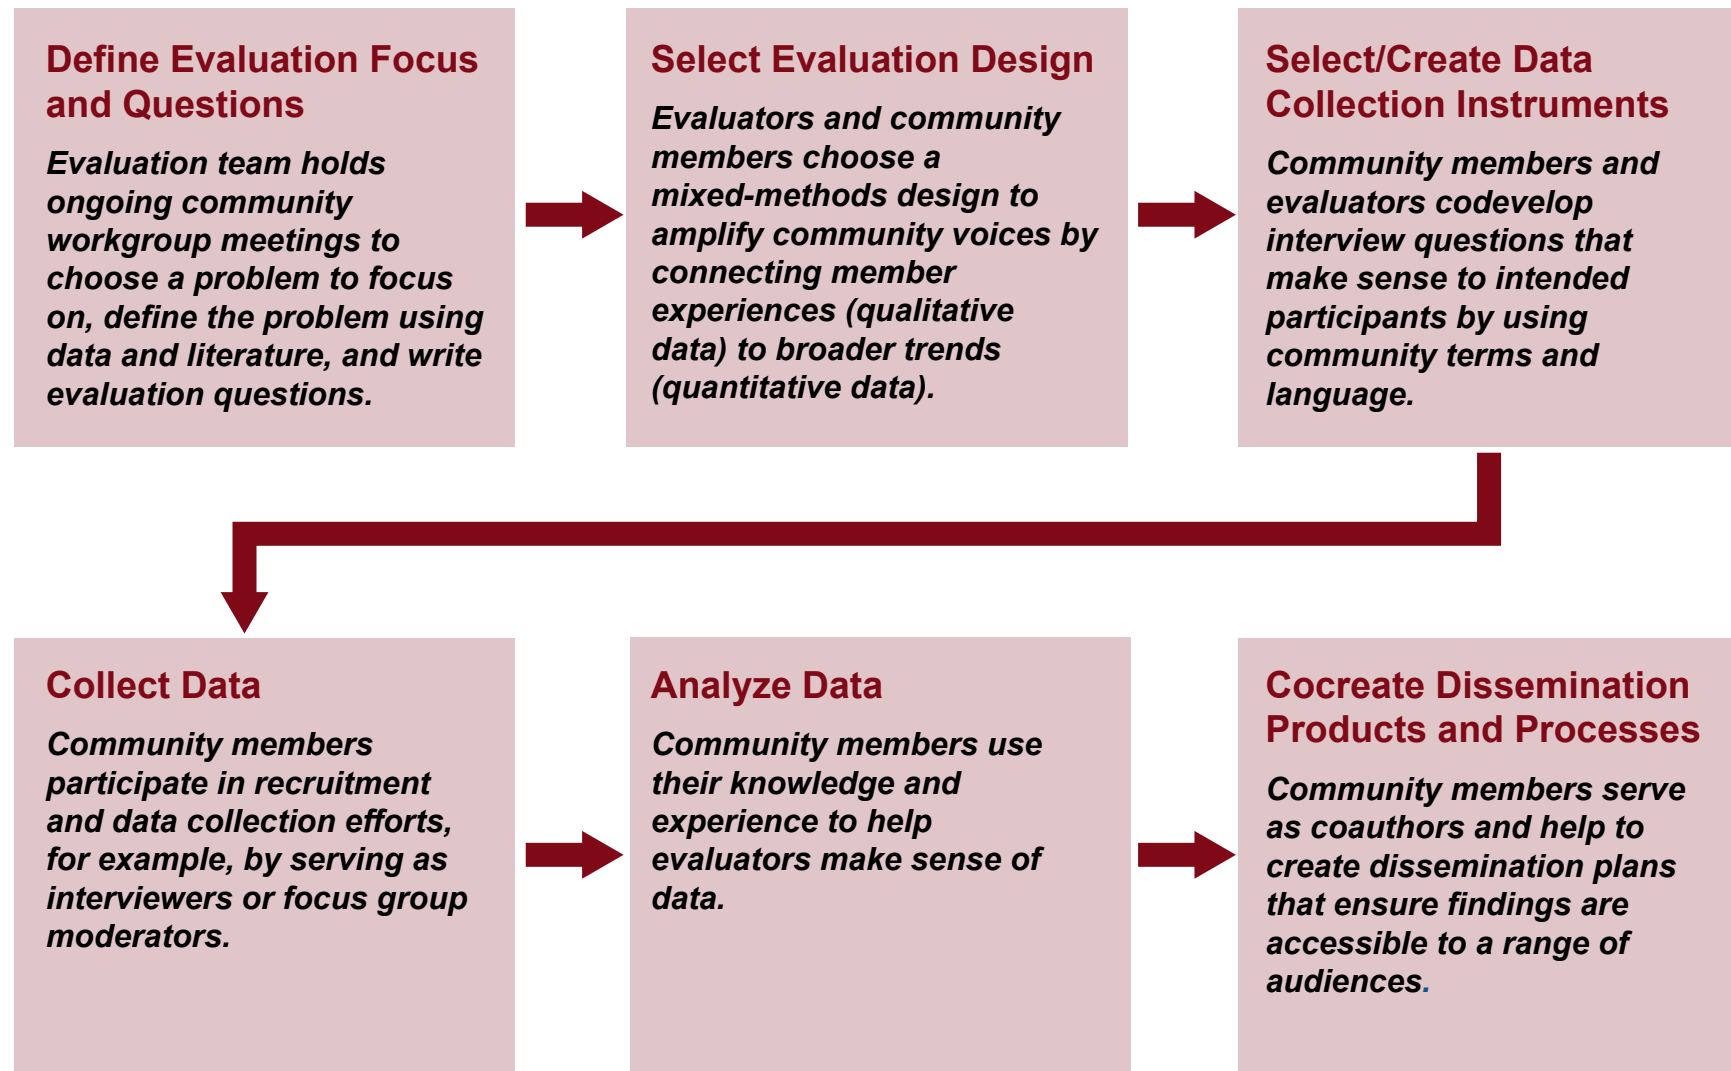 Define Evaluation Focus
and Questions
Evaluation team holds
ongoing community
workgroup meetings to
choose a problem to focus
on, define the problem using
data and literature, and write
evaluation questions.
Select Evaluation Design
Evaluators and community
members choose a
mixed-methods design to
amplify community voices by
connecting member
experiences (qualitative
data) to broader trends
(quantitative data).
Select/Create Data
Collection Instruments
Community members and
evaluators codevelop
interview questions that
make sense to intended
participants by using
community terms and
language.
Collect Data
Community members
participate in recruitment
and data collection efforts,
for example, by serving as
interviewers or focus group
moderators.
Analyze Data
Community members use
their knowledge and
experience to help
evaluators make sense of
data.
Cocreate Dissemination
Products and Processes
Community members serve
as coauthors and help to
create dissemination plans
that ensure findings are
accessible to a range of
audiences.